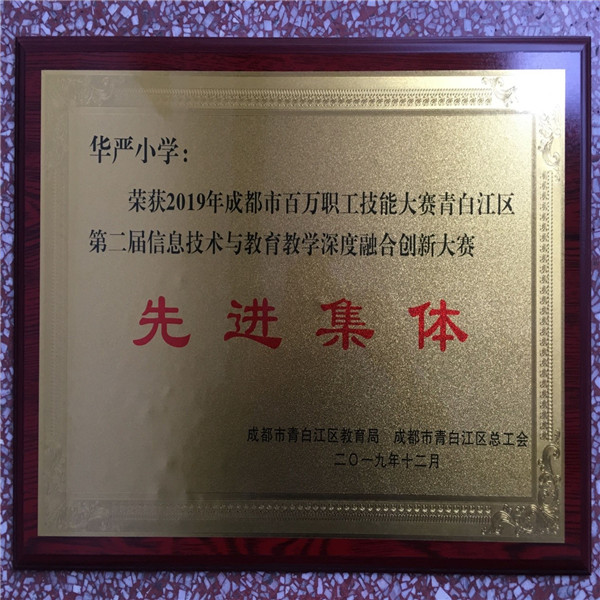 华严小学：
荣获2019年成都市百万职工技能大赛青白江区
第二届信息技术与教育教学深度融合创新大赛
先进集体
成都市青白江区教育局 成都市青白江区总工会
二〇一九年十二月